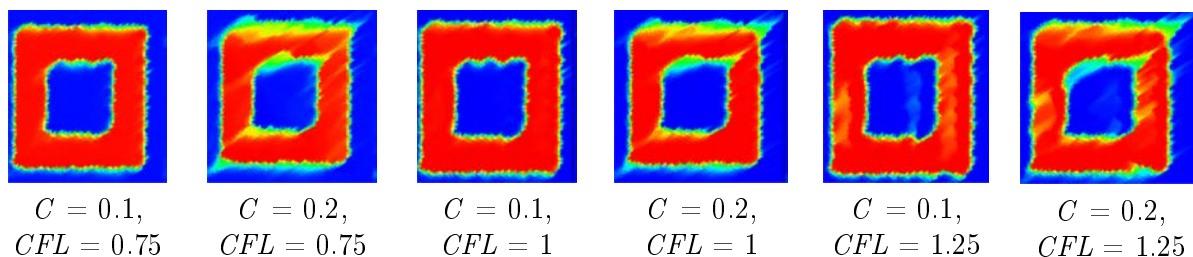 C = 0.1,
CFL = 0.75
C = 0.2,
CFL = 0.75
C = 0.1,
CFL = 1
C = 0.2,
CFL = 1
C = 0.1,
CFL = 1.25
C = 0.2,
CFL = 1.25